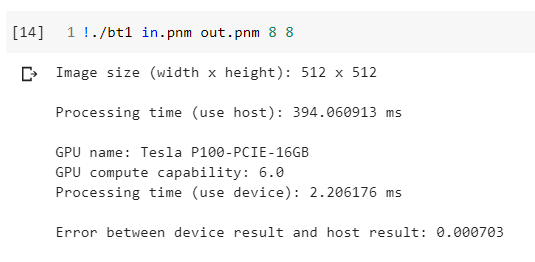 [14] 1 !./bt1 in.pnm out.pnm 8 8
Image size (width x height): 512 x 512
Processing time (use host): 394.060913 ms
GPU name: Tesla P100-PCIE-16GB
GPU compute capability: 6.0
Processing time (use device): 2.206176 ms
Error between device result and host result: 0.000703